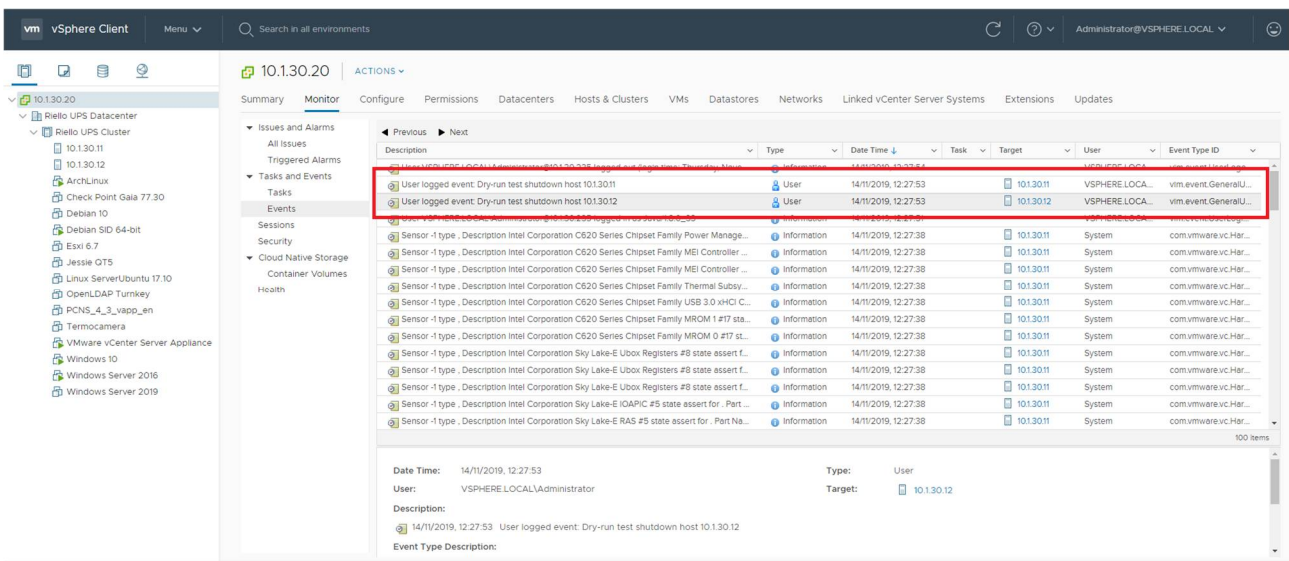 vm vSphere Client Menu Search in all environments Administrator@VSPHERE.LOCAL
10.1.30.20 ACTIONS
Summary Monitor Configure Permissions Datacenters Hosts & Clusters VMs Datastores Networks Linked vCenter Server Systems Extensions Updates
10.1.30.20
Riello UPS Datacenter
Riello UPS Cluster
10.1.30.11
10.1.30.12
ArchLinux
Check Point Gaia 77.30
Debian 10
Debian SID 64-bit
Esxi 6.7
Jessie QT5
Linux ServerUbuntu 17.10
OpenLDAP Turnkey
PCNS_4_3_vapp_en
Termocamera
VMware vCenter Server Appliance
Windows 10
Windows Server 2016
Windows Server 2019
Issues and Alarms
All Issues
Triggered Alarms
Tasks and Events
Tasks
Events
Sessions
Security
Cloud Native Storage
Container Volumes
Health
Previous Next
Description Type Date Time Task Target User Event Type ID
User logged event: Dry-run test shutdown host 10.1.30.11 User 14/11/2019, 12:27:53 10.1.30.11 VSPHERE.LOCA... vim.event.GeneralU...
User logged event: Dry-run test shutdown host 10.1.30.12 User 14/11/2019, 12:27:53 10.1.30.12 VSPHERE.LOCA... vim.event.GeneralU...
Sensor -1 type , Description Intel Corporation C620 Series Chipset Family Power Manage... Information 14/11/2019, 12:27:38 10.1.30.11 System com.vmware.vc.Har...
Sensor -1 type , Description Intel Corporation C620 Series Chipset Family MEI Controller ... Information 14/11/2019, 12:27:38 10.1.30.11 System com.vmware.vc.Har...
Sensor -1 type , Description Intel Corporation C620 Series Chipset Family MEI Controller ... Information 14/11/2019, 12:27:38 10.1.30.11 System com.vmware.vc.Har...
Sensor -1 type , Description Intel Corporation C620 Series Chipset Family Thermal Subsy... Information 14/11/2019, 12:27:38 10.1.30.11 System com.vmware.vc.Har...
Sensor -1 type , Description Intel Corporation C620 Series Chipset Family USB 3.0 xHCI C... Information 14/11/2019, 12:27:38 10.1.30.11 System com.vmware.vc.Har...
Sensor -1 type , Description Intel Corporation C620 Series Chipset Family MROM 1 #17 sta... Information 14/11/2019, 12:27:38 10.1.30.11 System com.vmware.vc.Har...
Sensor -1 type , Description Intel Corporation C620 Series Chipset Family MROM 0 #17 st... Information 14/11/2019, 12:27:38 10.1.30.11 System com.vmware.vc.Har...
Sensor -1 type , Description Intel Corporation Sky Lake-E Ubox Registers #8 state assert f... Information 14/11/2019, 12:27:38 10.1.30.11 System com.vmware.vc.Har...
Sensor -1 type , Description Intel Corporation Sky Lake-E Ubox Registers #8 state assert f... Information 14/11/2019, 12:27:38 10.1.30.11 System com.vmware.vc.Har...
Sensor -1 type , Description Intel Corporation Sky Lake-E Ubox Registers #8 state assert f... Information 14/11/2019, 12:27:38 10.1.30.11 System com.vmware.vc.Har...
Sensor -1 type , Description Intel Corporation Sky Lake-E IOAPIC #5 state assert for . Part ... Information 14/11/2019, 12:27:38 10.1.30.11 System com.vmware.vc.Har...
Sensor -1 type , Description Intel Corporation Sky Lake-E RAS #5 state assert for . Part Na... Information 14/11/2019, 12:27:38 10.1.30.11 System com.vmware.vc.Har...
100 items
Date Time: 14/11/2019, 12:27:53 Type: User
User: VSPHERE.LOCAL\Administrator Target: 10.1.30.12
Description:
14/11/2019, 12:27:53 User logged event: Dry-run test shutdown host 10.1.30.12
Event Type Description: